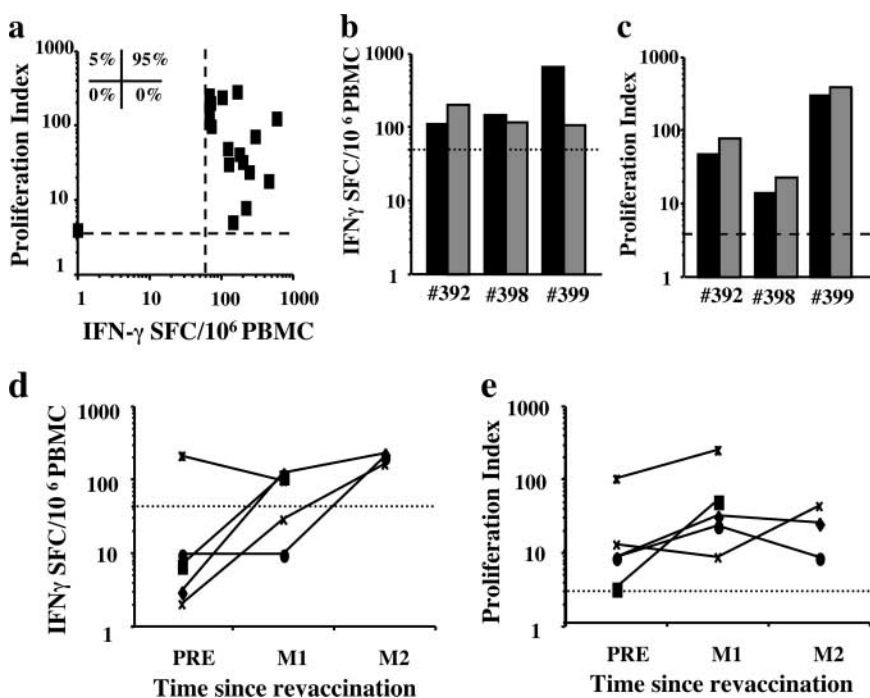 a
Proliferation Index
1000
100
10
1
5% 95%
0% 0%
1 10 100 1000
IFN-γ SFC/10⁶ PBMC
b
IFNγ SFC/10⁶ PBMC
1000
100
10
1
#392 #398 #399
c
Proliferation Index
1000
100
10
1
#392 #398 #399
d
IFNγ SFC/10⁶ PBMC
1000
100
10
1
PRE M1 M2
Time since revaccination
e
Proliferation Index
1000
100
10
1
PRE M1 M2
Time since revaccination